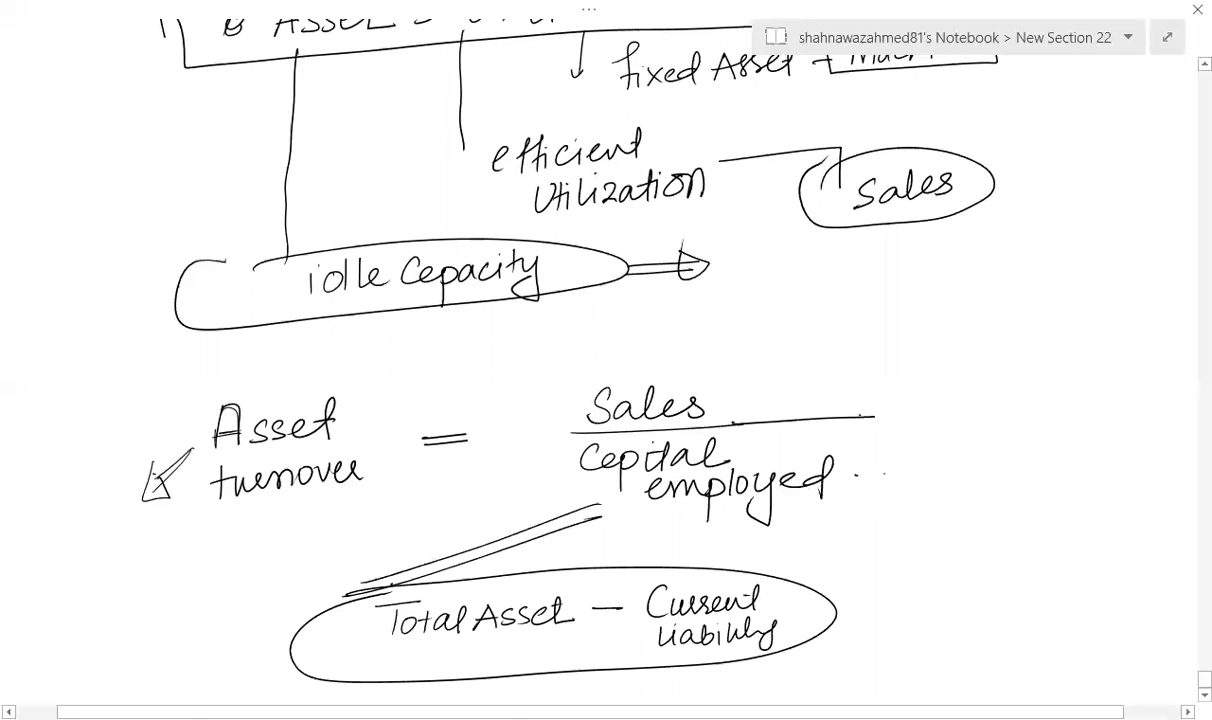 shahnawazahmed81's Notebook > New Section 22
fixed Asset
efficient
utilization
Sales
idle Cepacity
Asset
turnover
=
Sales
Cepital
employed
Total Asset - Current
liability